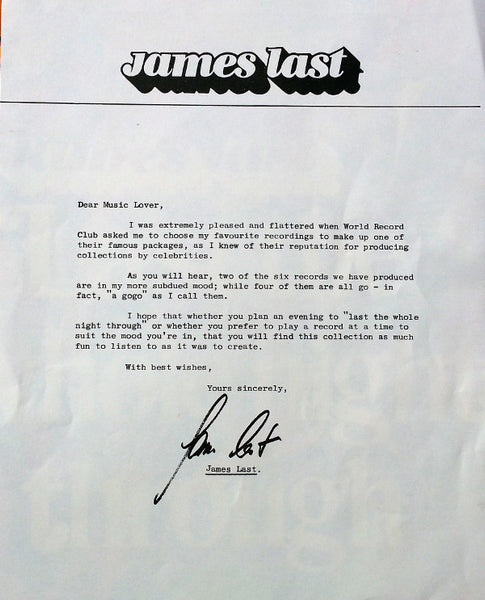 james last
Dear Music Lover,
I was extremely pleased and flattered when World Record
Club asked me to choose my favourite recordings to make up one of
their famous packages, as I knew of their reputation for producing
collections by celebrities.
As you will hear, two of the six records we have produced
are in my more subdued mood; while four of them are all go - in
fact, "a gogo" as I call them.
I hope that whether you plan an evening to "last the whole
night through" or whether you prefer to play a record at a time to
suit the mood you're in, that you will find this collection as much
fun to listen to as it was to create.
With best wishes,
Yours sincerely,
James Last
James Last.